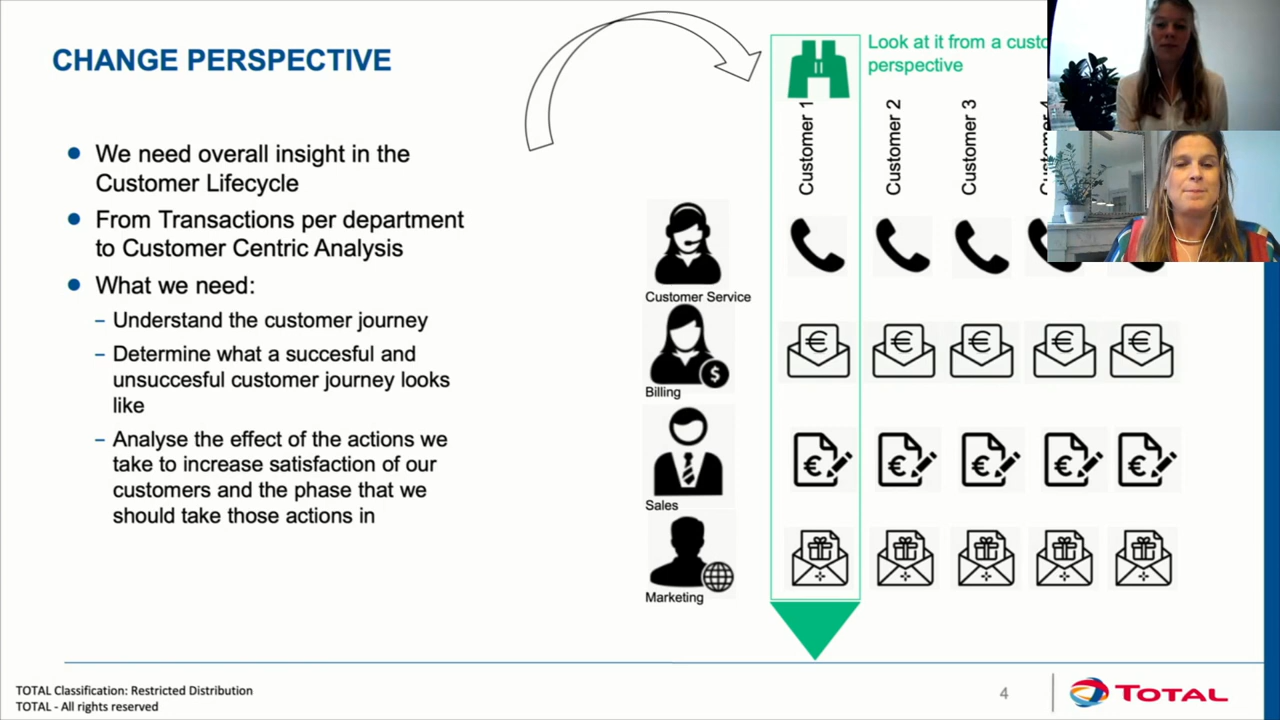 CHANGE PERSPECTIVE
Look at it from a
perspective
Customer 1
Customer 2
Customer 3
We need overall insight in the
Customer Lifecycle
From Transactions per department
to Customer Centric Analysis
What we need:
– Understand the customer journey
– Determine what a succesful and
unsuccesful customer journey looks
like
– Analyse the effect of the actions we
take to increase satisfaction of our
customers and the phase that we
should take those actions in
Customer Service
$
Billing
Sales
Marketing
€ € € € €
€ € € € €
TOTAL Classification: Restricted Distribution
TOTAL - All rights reserved
4
TOTAL